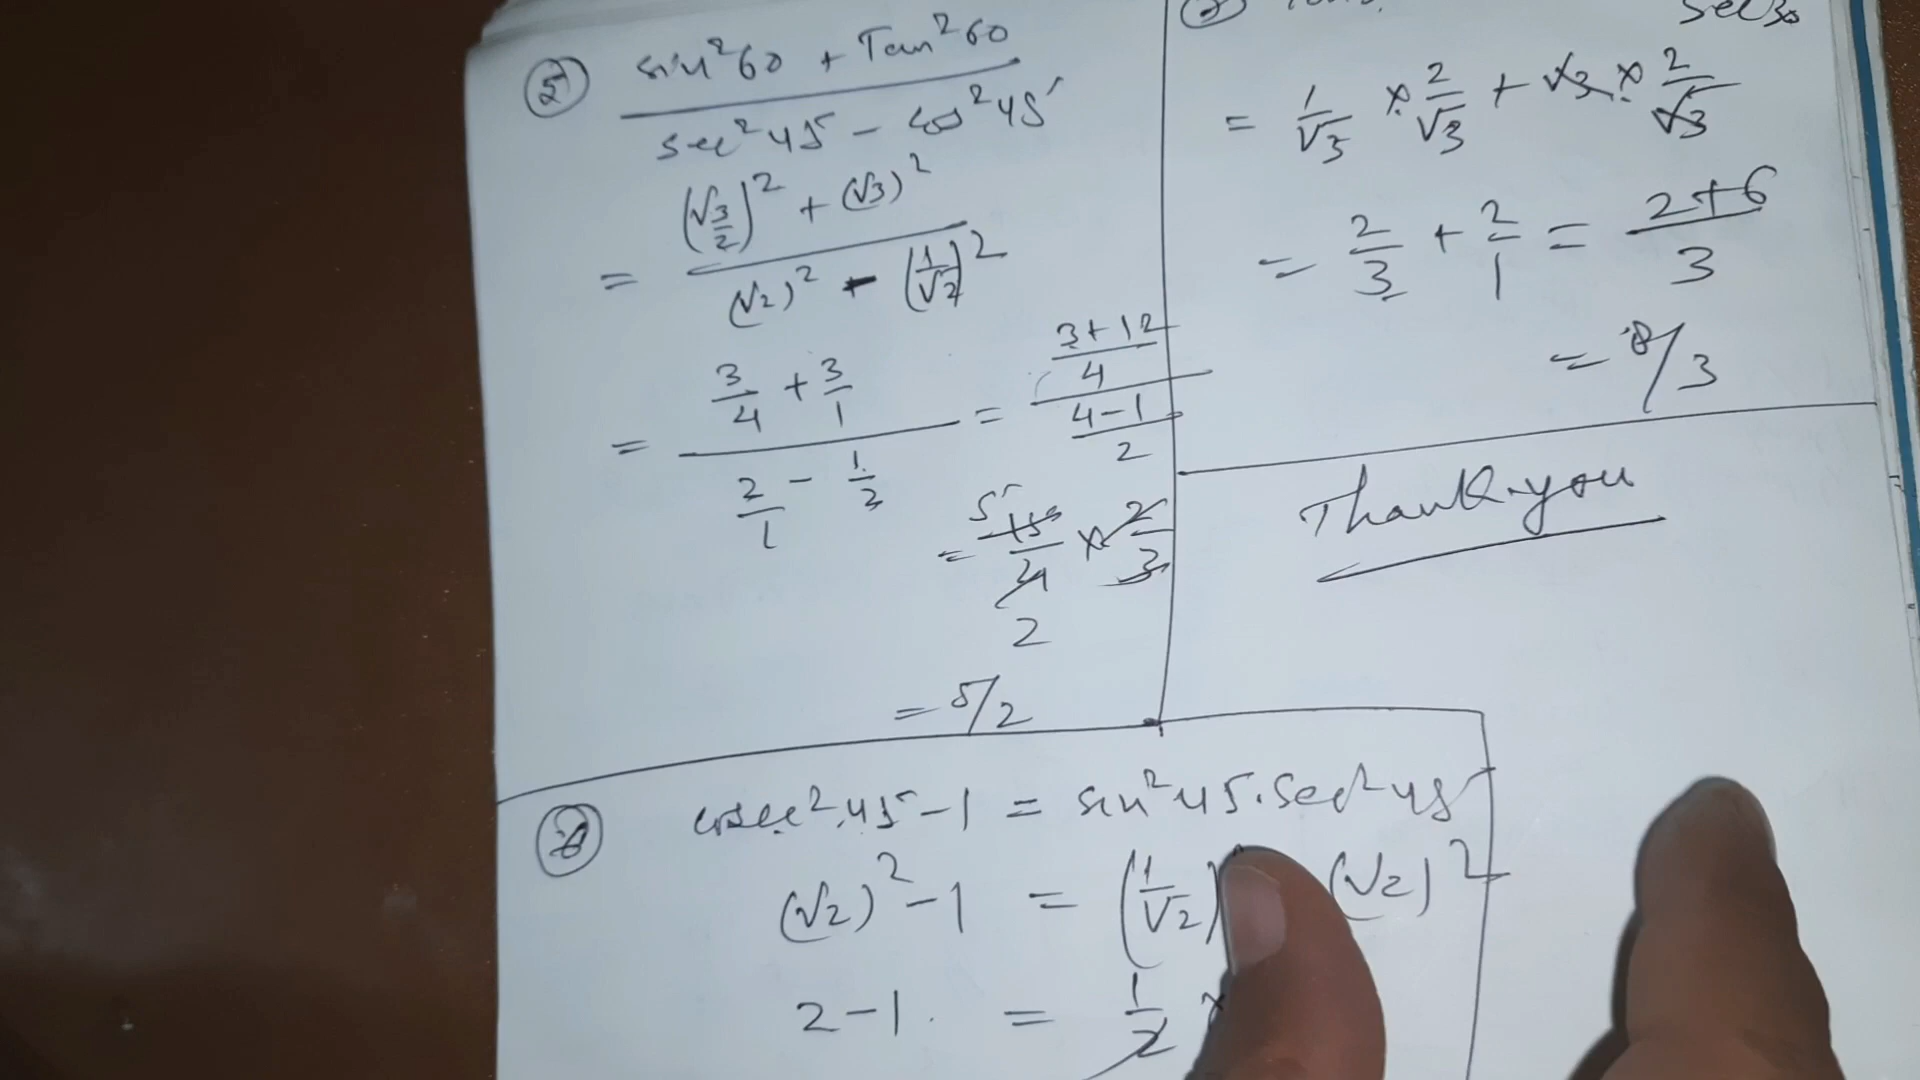 ⑤ sin²60 + Tan²60
sec²45 - cos²45
= (√3/2)² + (√3)²
(√2)² - (1/√2)²
= 3/4 + 3/1
2/1 - 1/2
= 3+12
4
4-1
2
= 15/4 × 2/3
5
2
= 5/2
sec30
= 1/√3 × 2/√3 + √3 × 2/√3
= 2/3 + 2/1 = 2+6
3
= 8/3
Thank you
cosec²45-1 = sin²45.Sec²45
(√2)²-1 = (1/√2) (√2)²
2-1. = 1/2 ×